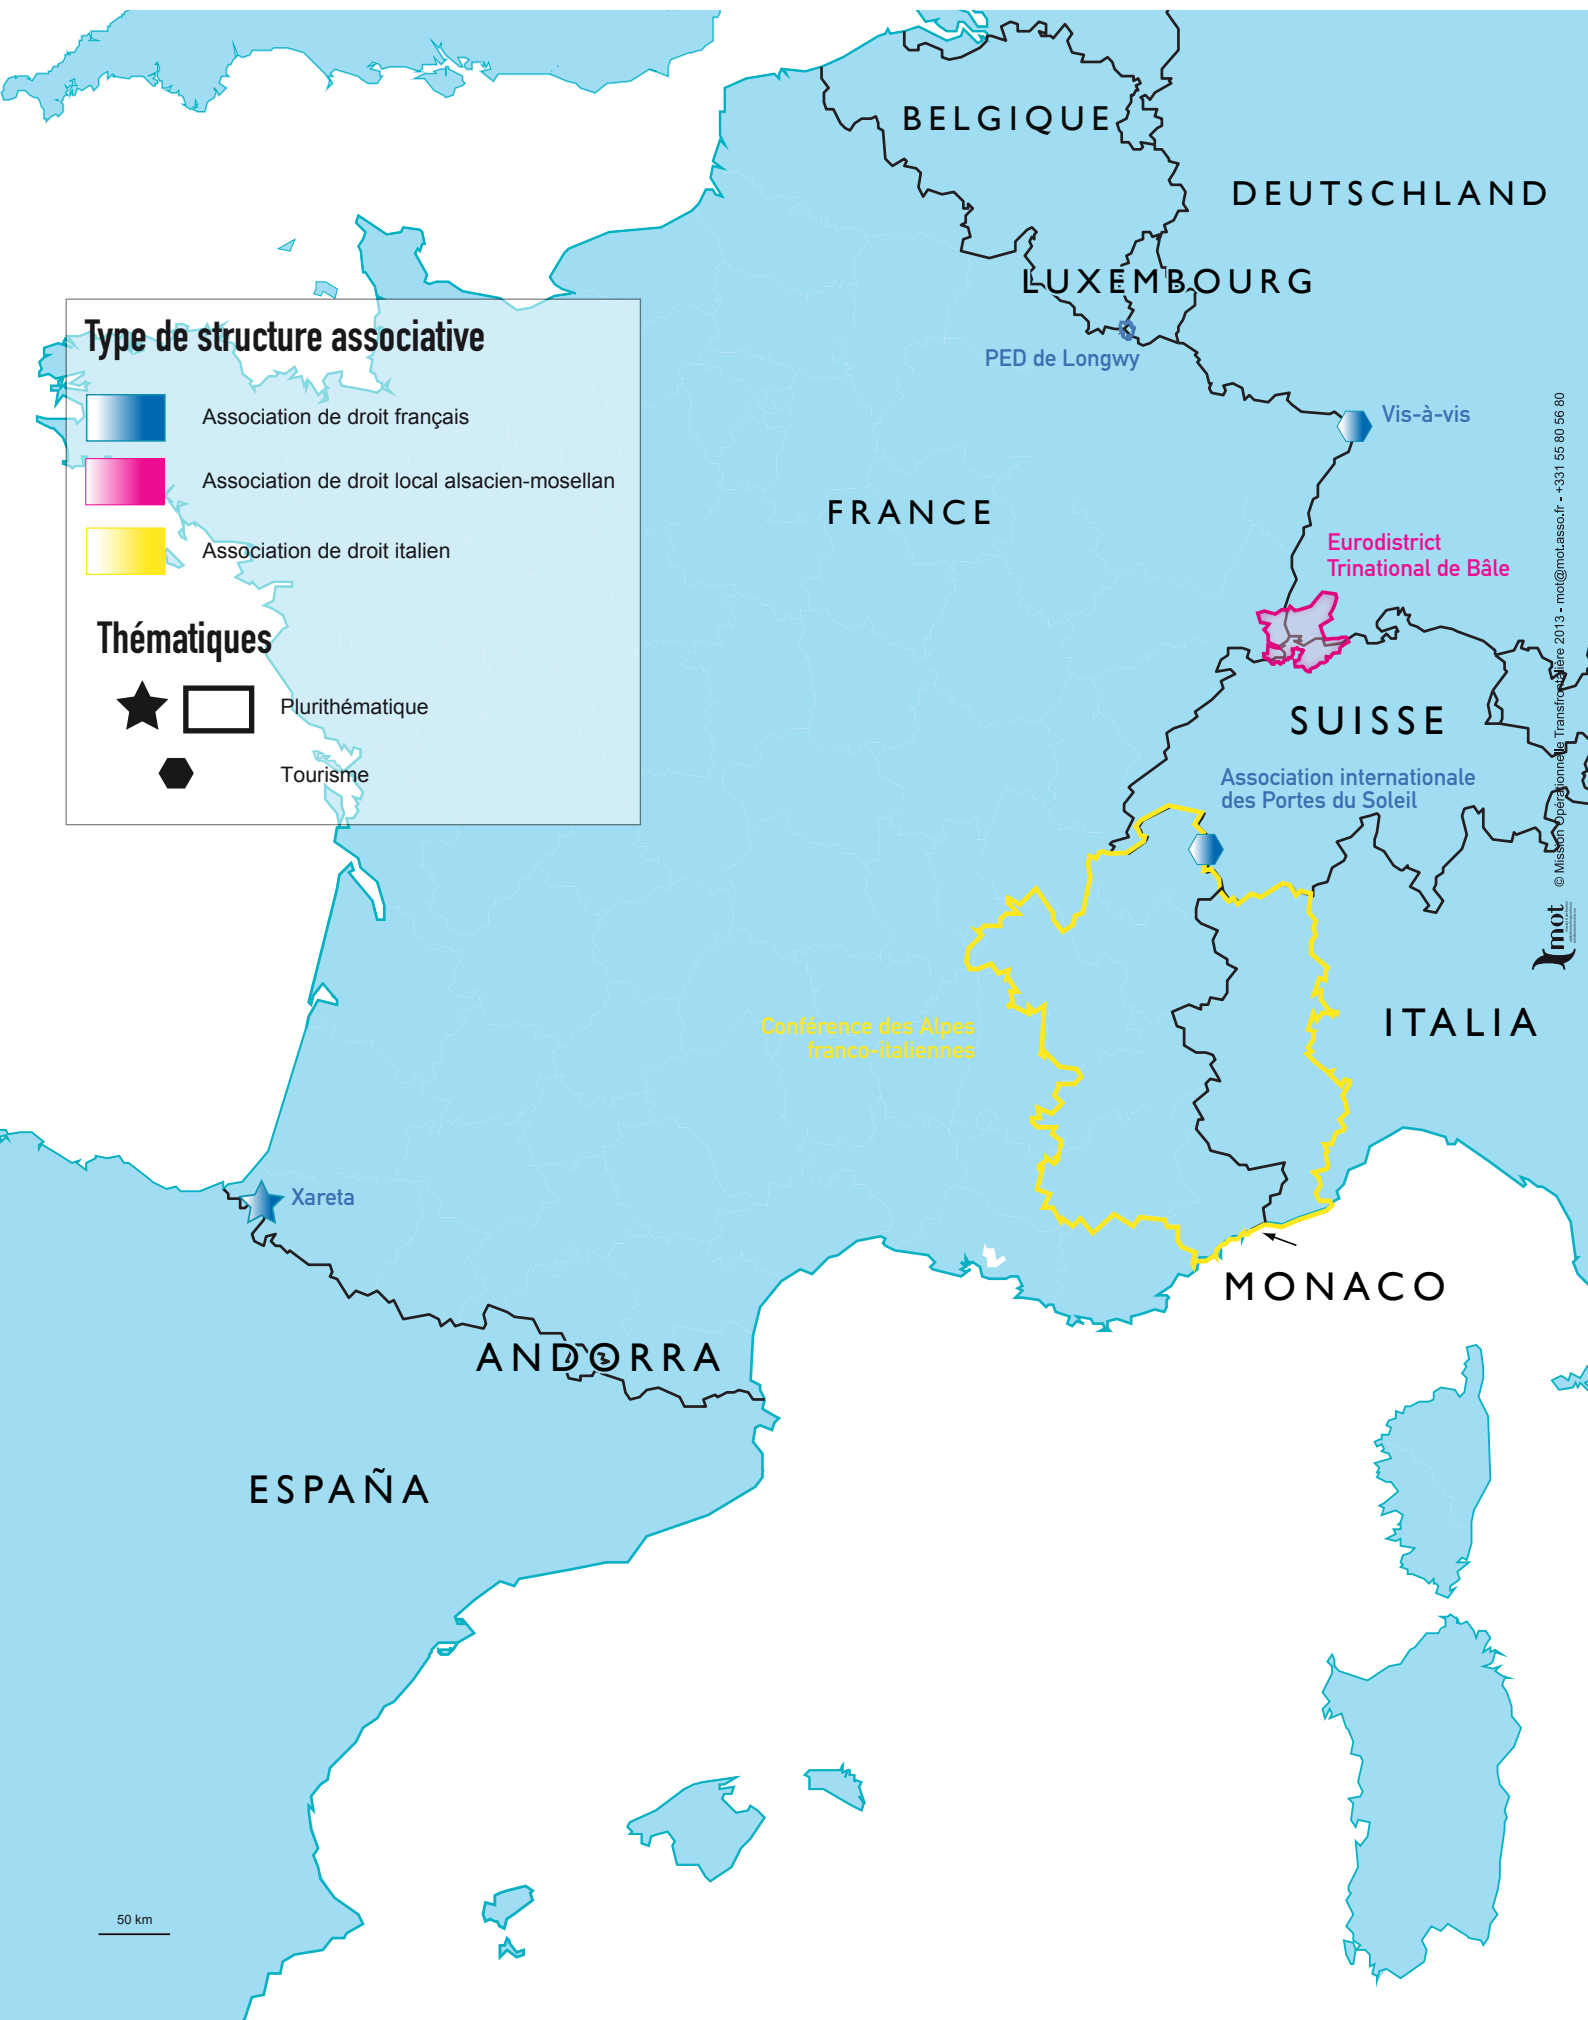 BELGIQUE
DEUTSCHLAND
LUXEMBOURG
PED de Longwy
Vis-à-vis
Type de structure associative
Association de droit français
Association de droit local alsacien-mosellan
Association de droit italien
Thématiques
Plurithématique
Tourisme
FRANCE
Eurodistrict
Trinational de Bâle
SUISSE
Association internationale
des Portes du Soleil
Conférence des Alpes
franco-italiennes
ITALIA
Xareta
MONACO
ANDORRA
ESPAÑA
50 km
mot
© Mission Opérationnelle Transfrontalière 2013 - mot@mot.asso.fr - +331 55 80 56 80